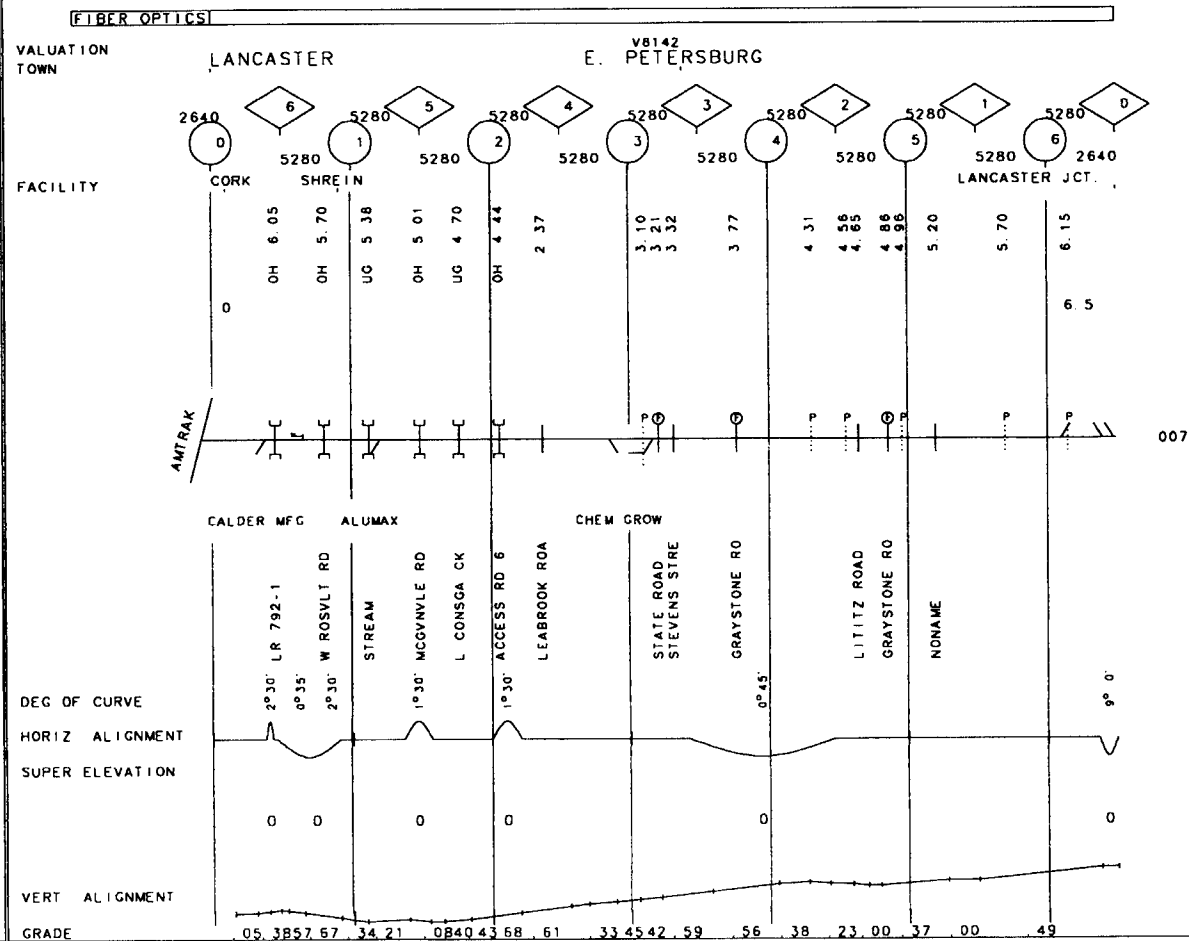 FIBER OPTICS
VALUATION V8142
TOWN LANCASTER E. PETERSBURG
6 5 4 3 2 1 0
2640 5280 5280 5280 5280 5280 5280
0 1 2 3 4 5 6
5280 5280 5280 5280 5280 5280 2640
FACILITY CORK SHREIN LANCASTER JCT.
OH 6.05
OH 5.70
UG 5 38
OH 5 01
UG 4 70
OH 4 44
2 37
3.10
3 21
3 32
3 77
4 31
4 56
4.65
4 86
4 96
5.20
5.70
6.15
0 6.5
AMTRAK P F P F P P F P P P 007
CALDER MFG ALUMAX CHEM GROW
LR 792-1
W ROSVLT RD
STREAM
MCGVNVLE RD
L CONSGA CK
ACCESS RD 6
LEABROOK ROA
STATE ROAD
STEVENS STRE
GRAYSTONE RO
LITITZ ROAD
GRAYSTONE RO
NONAME
DEG OF CURVE 2°30' 0°35' 2°30' 1°30' 1°30' 0°45' 9° 0'
HORIZ ALIGNMENT
SUPER ELEVATION
0 0 0 0 0 0
VERT ALIGNMENT
GRADE .05 .3857 .67 .34 .21 .0840 43 68 .61 .33 45 42 .59 .56 .38 23 .00 37 .00 49